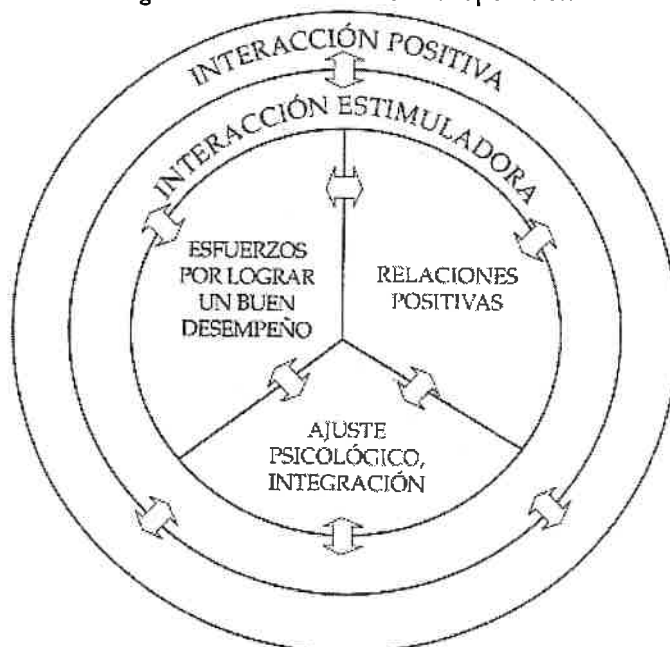 INTERACCIÓN POSITIVA
INTERACCIÓN ESTIMULADORA
ESFUERZOS
POR LOGRAR
UN BUEN
DESEMPEÑO
RELACIONES
POSITIVAS
AJUSTE
PSICOLÓGICO,
INTEGRACIÓN